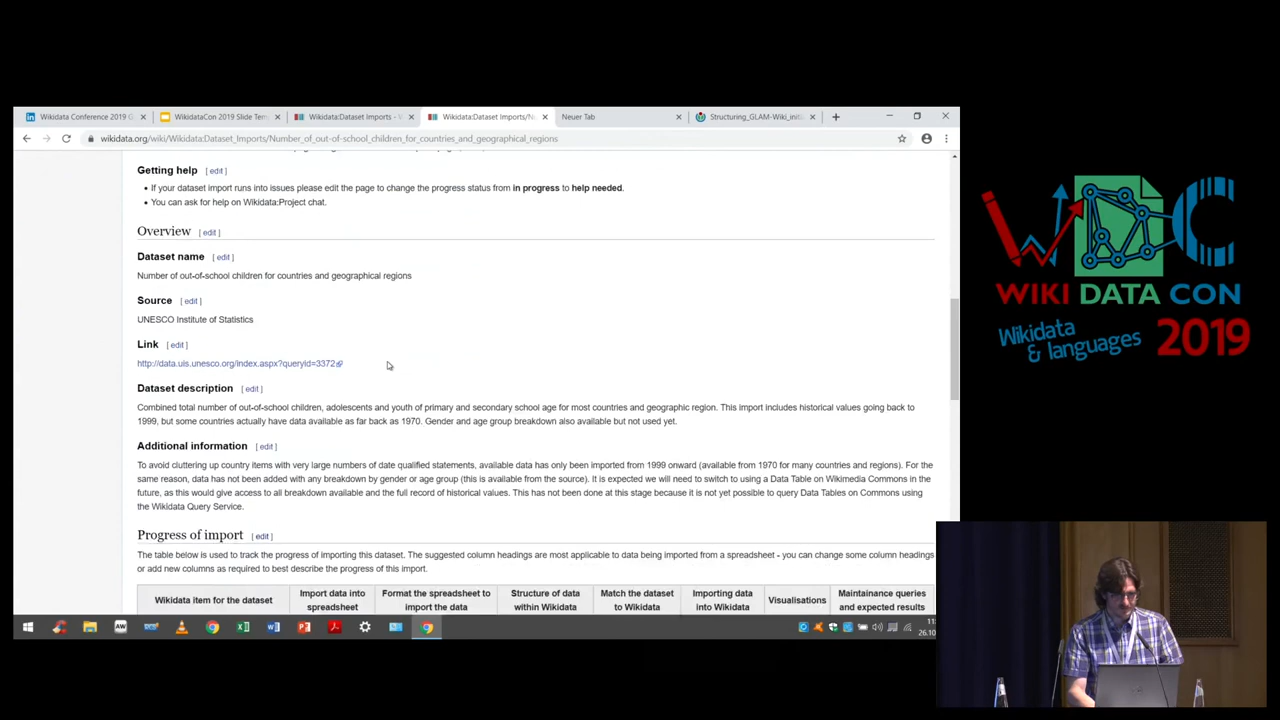 Wikidata Conference 2019 G
WikidataCon 2019 Slide Tem
Wikidata:Dataset Imports - W
Wikidata:Dataset Imports/N
Neuer Tab
Structuring_GLAM-Wiki_initi
wikidata.org/wiki/Wikidata:Dataset_Imports/Number_of_out-of-school_children_for_countries_and_geographical_regions
Getting help [ edit ]
If your dataset import runs into issues please edit the page to change the progress status from in progress to help needed.
You can ask for help on Wikidata:Project chat.
Overview [ edit ]
Dataset name [ edit ]
Number of out-of-school children for countries and geographical regions
Source [ edit ]
UNESCO Institute of Statistics
Link [ edit ]
http://data.uis.unesco.org/index.aspx?queryid=3372
Dataset description [ edit ]
Combined total number of out-of-school children, adolescents and youth of primary and secondary school age for most countries and geographic region. This import includes historical values going back to
1999, but some countries actually have data available as far back as 1970. Gender and age group breakdown also available but not used yet.
Additional information [ edit ]
To avoid cluttering up country items with very large numbers of date qualified statements, available data has only been imported from 1999 onward (available from 1970 for many countries and regions). For the
same reason, data has not been added with any breakdown by gender or age group (this is available from the source). It is expected we will need to switch to using a Data Table on Wikimedia Commons in the
future, as this would give access to all breakdown available and the full record of historical values. This has not been done at this stage because it is not yet possible to query Data Tables on Commons using
the Wikidata Query Service.
Progress of import [ edit ]
The table below is used to track the progress of importing this dataset. The suggested column headings are most applicable to data being imported from a spreadsheet - you can change some column headings
or add new columns as required to best describe the progress of this import.
Wikidata item for the dataset
Import data into
spreadsheet
Format the spreadsheet to
import the data
Structure of data
within Wikidata
Match the dataset
to Wikidata
Importing data
into Wikidata
Visualisations
Maintainance queries
and expected results
AW
11
26.10
WDC
WIKI DATA CON
Wikidata
& languages
2019